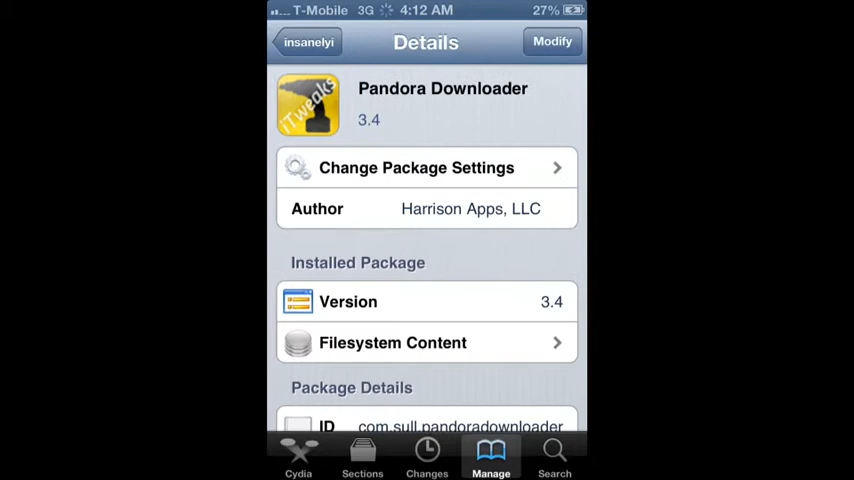 T-Mobile 3G 4:12 AM 27%
insanelyi Details Modify
iTweaks
Pandora Downloader
3.4
Change Package Settings
Author Harrison Apps, LLC
Installed Package
Version 3.4
Filesystem Content
Package Details
ID com.sull.pandoradownloader
Cydia Sections Changes Manage Search